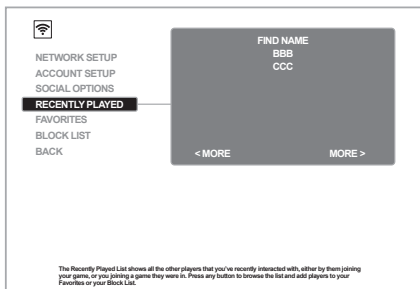 NETWORK SETUP
ACCOUNT SETUP
SOCIAL OPTIONS
RECENTLY PLAYED
FAVORITES
BLOCK LIST
BACK
FIND NAME
BBB
CCC
< MORE MORE >
The Recently Played List shows all the other players that you've recently interacted with, either by them joining
your game, or you joining a game they were in. Press any button to browse the list and add players to your
Favorites or your Block List.